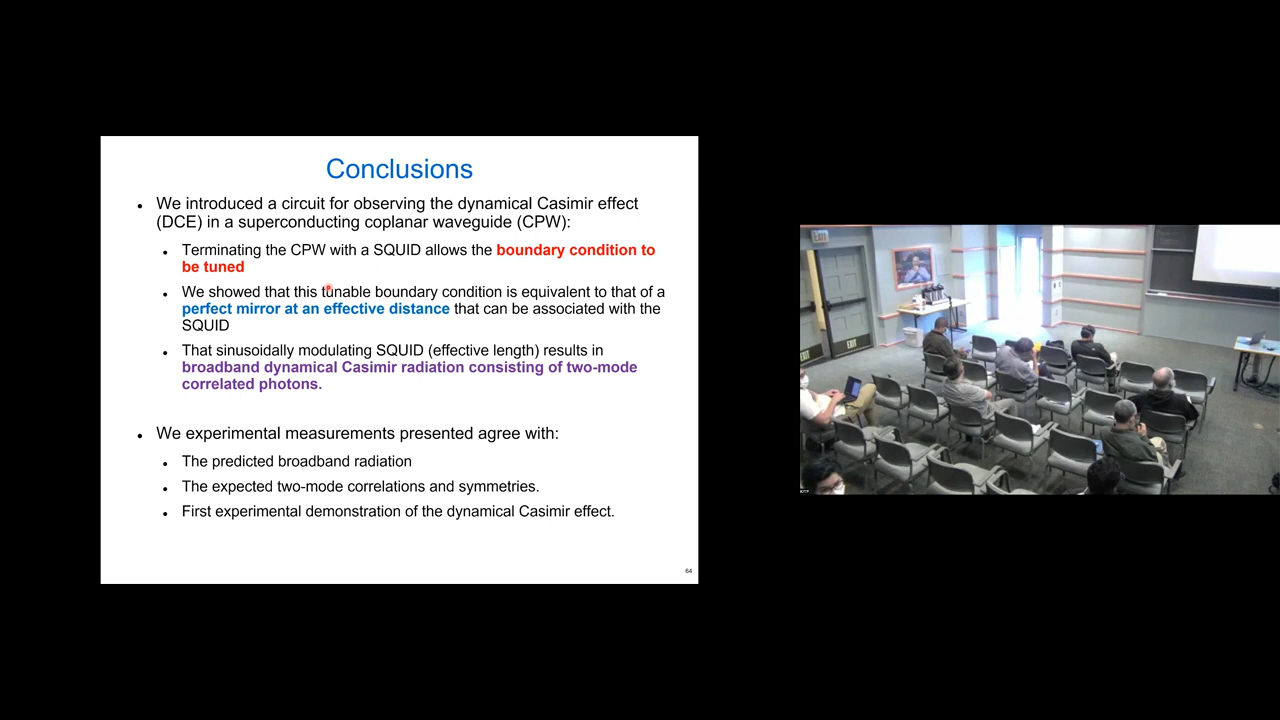 Conclusions
We introduced a circuit for observing the dynamical Casimir effect
(DCE) in a superconducting coplanar waveguide (CPW):
Terminating the CPW with a SQUID allows the boundary condition to
be tuned
We showed that this tunable boundary condition is equivalent to that of a
perfect mirror at an effective distance that can be associated with the
SQUID
That sinusoidally modulating SQUID (effective length) results in
broadband dynamical Casimir radiation consisting of two-mode
correlated photons.
We experimental measurements presented agree with:
The predicted broadband radiation
The expected two-mode correlations and symmetries.
First experimental demonstration of the dynamical Casimir effect.
64
EXIT
EXIT
EXIT
KITP